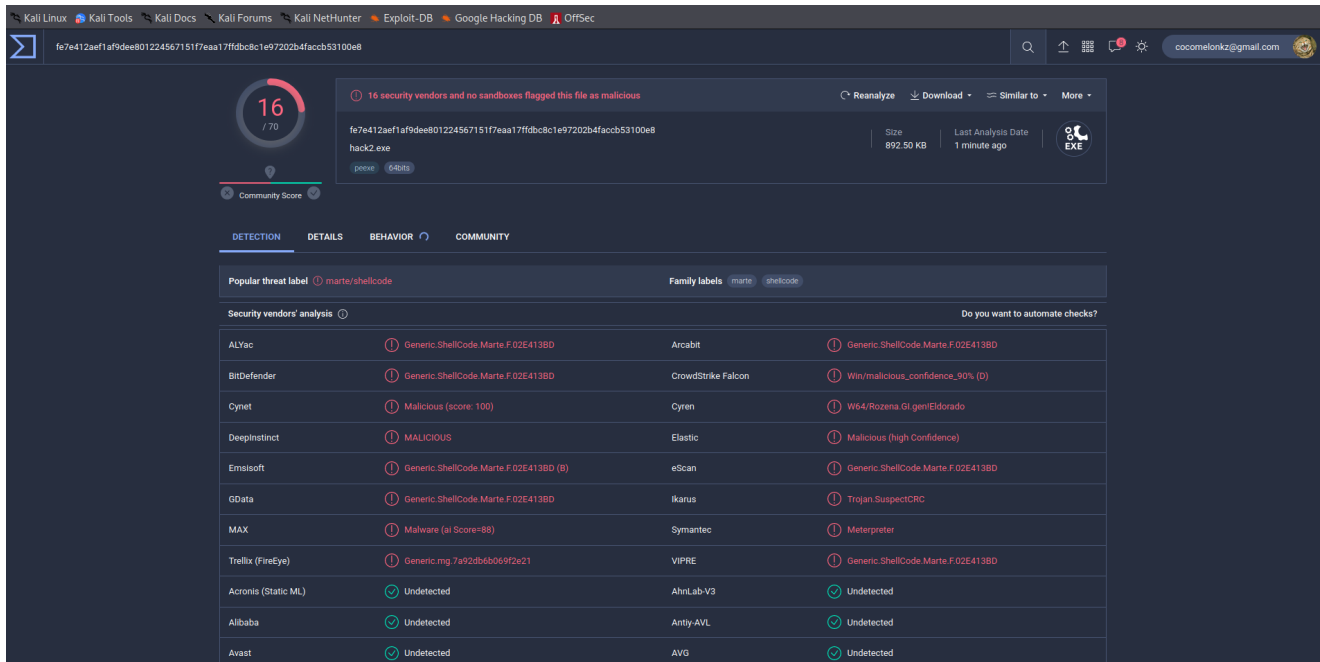 Kali Linux Kali Tools Kali Docs Kali Forums Kali NetHunter Exploit-DB Google Hacking DB OffSec
fe7e412aef1af9dee801224567151f7eaa17ffdbc8c1e97202b4faccb53100e8 cocomelonkz@gmail.com
16
/ 70
Community Score
16 security vendors and no sandboxes flagged this file as malicious Reanalyze Download Similar to More
fe7e412aef1af9dee801224567151f7eaa17ffdbc8c1e97202b4faccb53100e8
hack2.exe
peexe 64bits
Size
892.50 KB
Last Analysis Date
1 minute ago
EXE
DETECTION DETAILS BEHAVIOR COMMUNITY
Popular threat label marte/shellcode Family labels marte shellcode
Security vendors' analysis Do you want to automate checks?
ALYac Generic.ShellCode.Marte.F.02E413BD Arcabit Generic.ShellCode.Marte.F.02E413BD
BitDefender Generic.ShellCode.Marte.F.02E413BD CrowdStrike Falcon Win/malicious_confidence_90% (D)
Cynet Malicious (score: 100) Cyren W64/Rozena.GI.gen!Eldorado
DeepInstinct MALICIOUS Elastic Malicious (high Confidence)
Emsisoft Generic.ShellCode.Marte.F.02E413BD (B) eScan Generic.ShellCode.Marte.F.02E413BD
GData Generic.ShellCode.Marte.F.02E413BD Ikarus Trojan.SuspectCRC
MAX Malware (ai Score=88) Symantec Meterpreter
Trellix (FireEye) Generic.mg.7a92db6b069f2e21 VIPRE Generic.ShellCode.Marte.F.02E413BD
Acronis (Static ML) Undetected AhnLab-V3 Undetected
Alibaba Undetected Antiy-AVL Undetected
Avast Undetected AVG Undetected